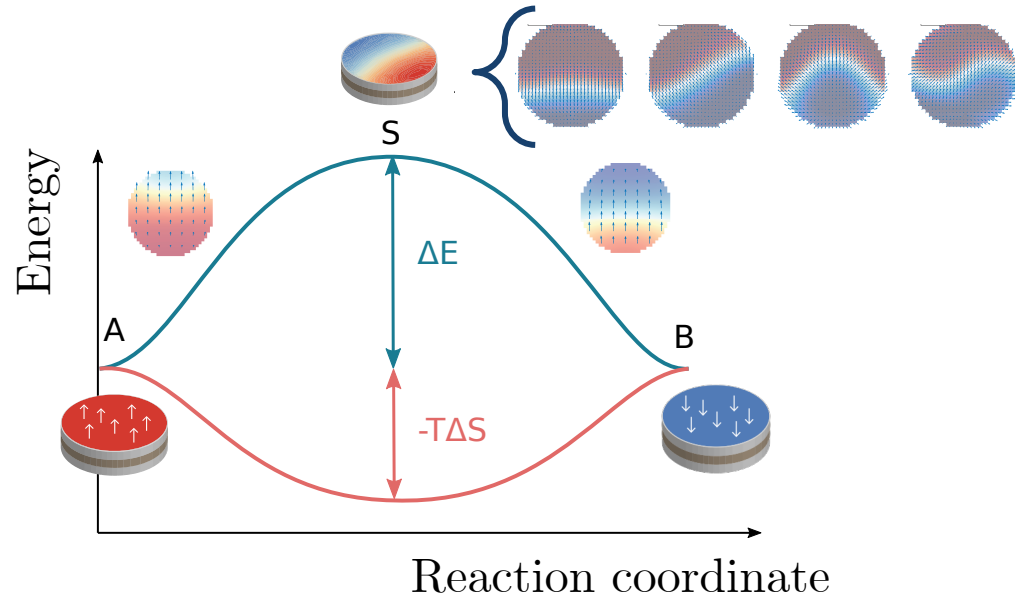 S
Energy
ΔE
A
B
-TΔS
Reaction coordinate